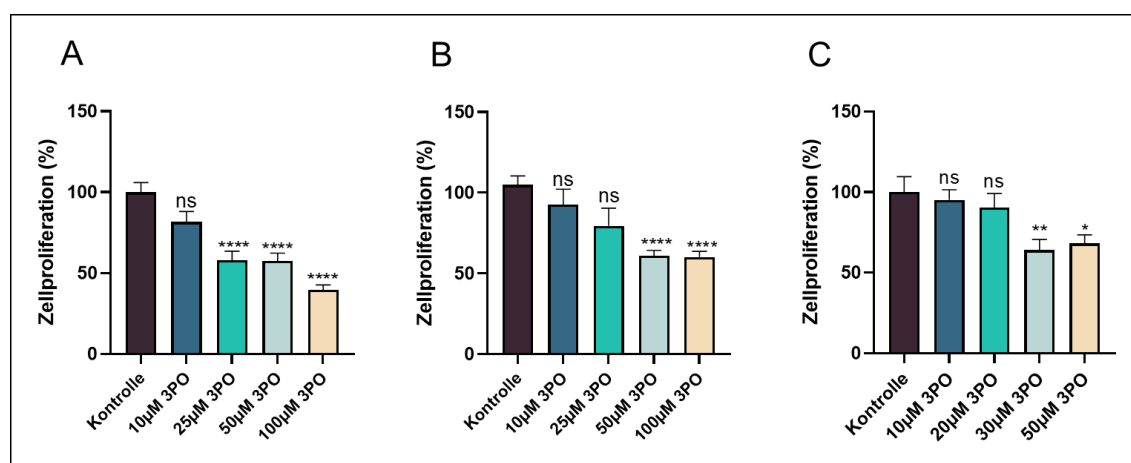 A
Zellproliferation (%)
150
100
50
0
ns
****
****
****
Kontrolle
10µM 3PO
25µM 3PO
50µM 3PO
100µM 3PO
B
Zellproliferation (%)
150
100
50
0
ns
ns
****
****
Kontrolle
10µM 3PO
25µM 3PO
50µM 3PO
100µM 3PO
C
Zellproliferation (%)
150
100
50
0
ns
ns
**
*
Kontrolle
10µM 3PO
20µM 3PO
30µM 3PO
50µM 3PO